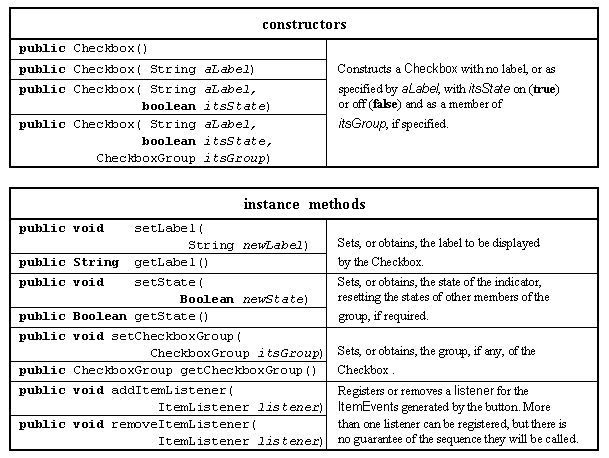 constructors
public Checkbox()
public Checkbox( String aLabel)
public Checkbox( String aLabel,
boolean itsState)
public Checkbox( String aLabel,
boolean itsState,
CheckboxGroup itsGroup)
Constructs a Checkbox with no label, or as
specified by aLabel, with itsState on (true)
or off (false) and as a member of
itsGroup, if specified.
instance methods
public void setLabel(
String newLabel)
public String getLabel()
Sets, or obtains, the label to be displayed
by the Checkbox.
public void setState(
Boolean newState)
public Boolean getState()
Sets, or obtains, the state of the indicator,
resetting the states of other members of the
group, if required.
public void setCheckboxGroup(
CheckboxGroup itsGroup)
public CheckboxGroup getCheckboxGroup()
Sets, or obtains, the group, if any, of the
Checkbox .
public void addItemListener(
ItemListener listener)
public void removeItemListener(
ItemListener listener)
Registers or removes a listener for the
ItemEvents generated by the button. More
than one listener can be registered, but there is
no guarantee of the sequence they will be called.